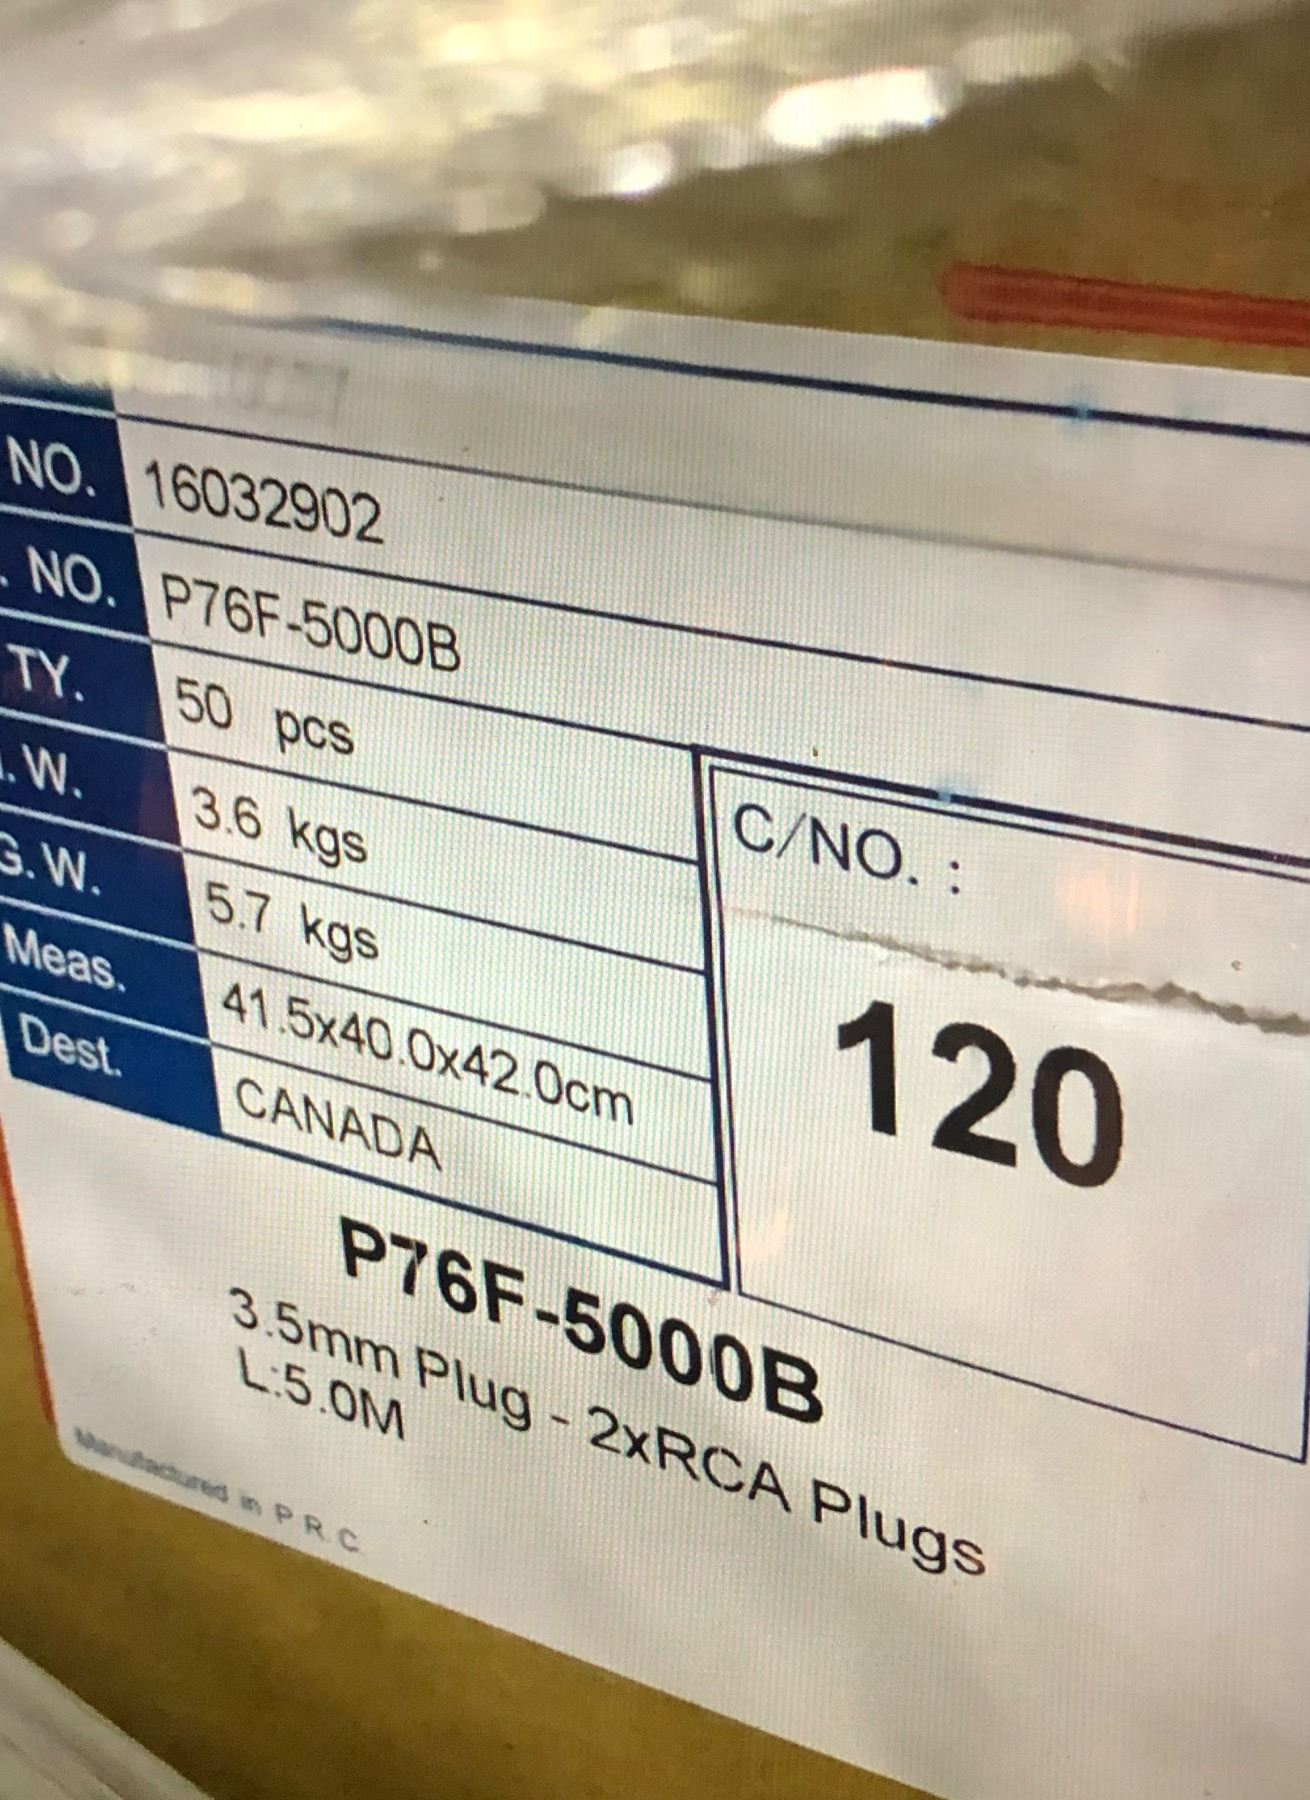 NO. 16032902
. NO. P76F-5000B
TY. 50 pcs
. W. 3.6 kgs
G. W. 5.7 kgs
Meas. 41.5x40.0x42.0cm
Dest. CANADA
C/NO. :
120
P76F-5000B
3.5mm Plug - 2xRCA Plugs
L:5.0M
Manufactured in P.R.C.